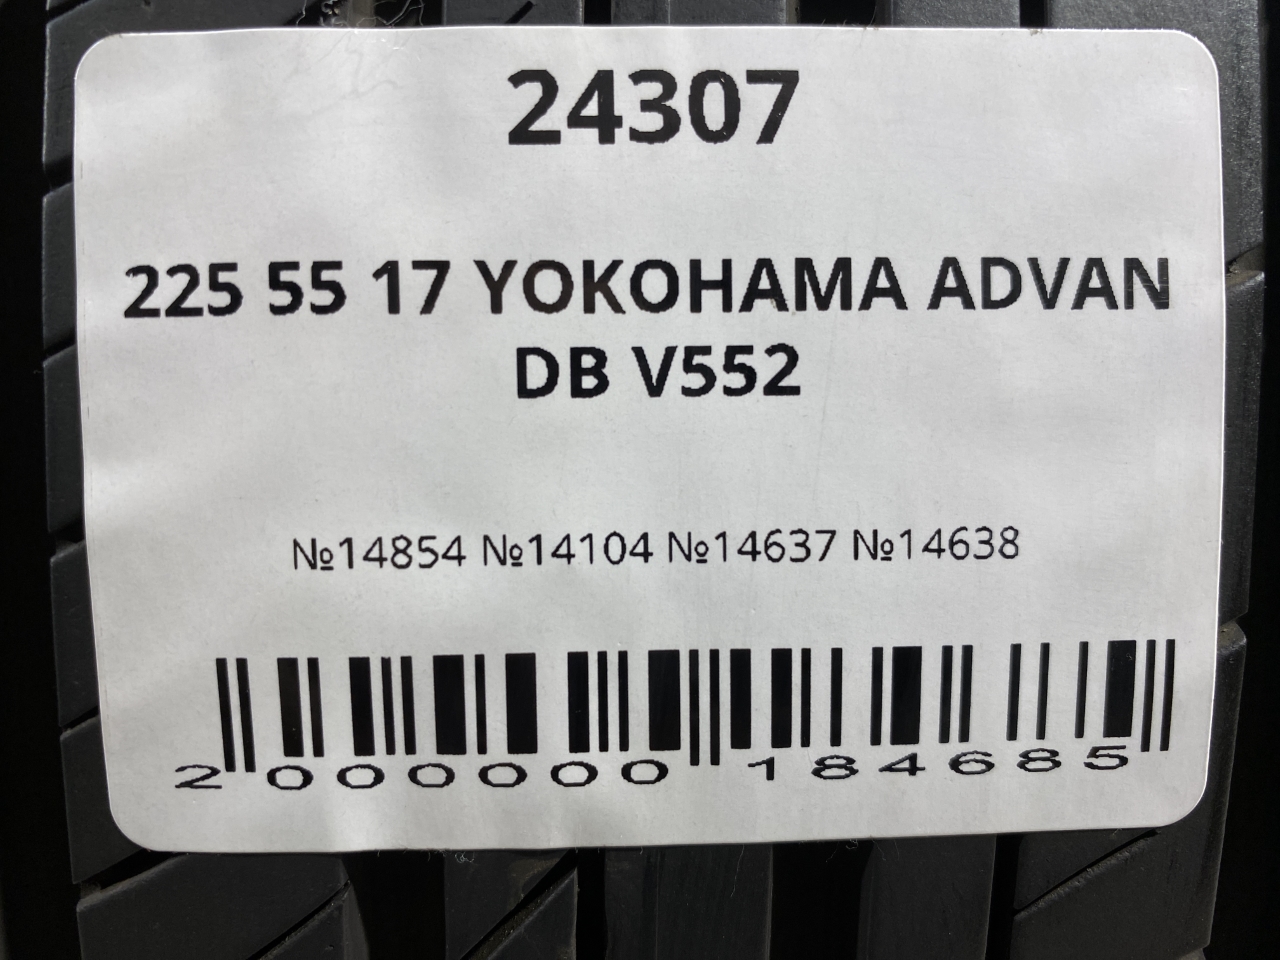 24307
225 55 17 YOKOHAMA ADVAN
DB V552
№14854 №14104 №14637 №14638
2 000000 184685